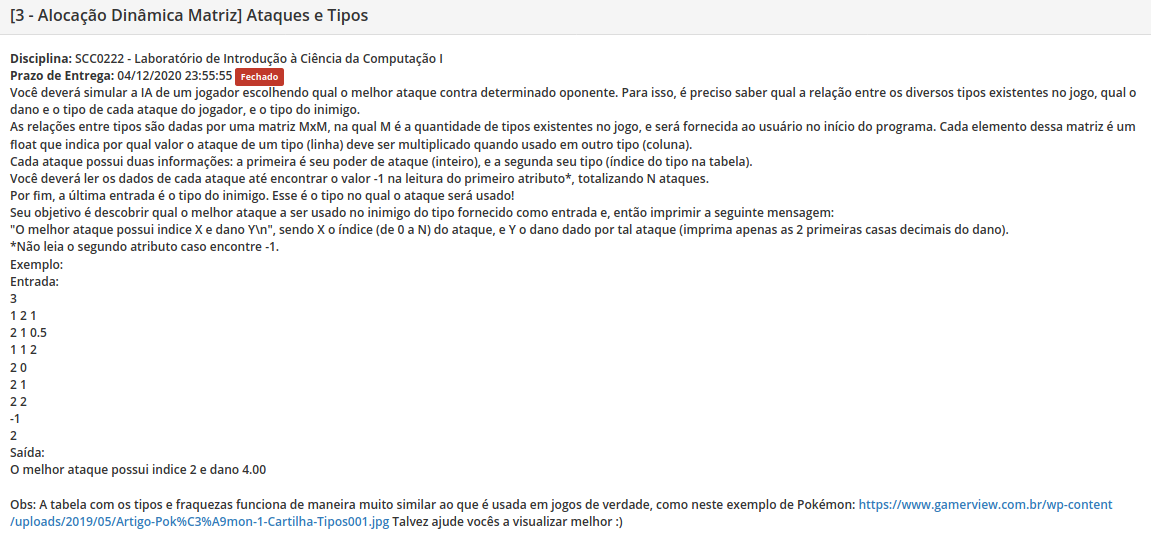 [3 - Alocação Dinâmica Matriz] Ataques e Tipos
Disciplina: SCC0222 - Laboratório de Introdução à Ciência da Computação I
Prazo de Entrega: 04/12/2020 23:55:55 Fechado
Você deverá simular a IA de um jogador escolhendo qual o melhor ataque contra determinado oponente. Para isso, é preciso saber qual a relação entre os diversos tipos existentes no jogo, qual o
dano e o tipo de cada ataque do jogador, e o tipo do inimigo.
As relações entre tipos são dadas por uma matriz MxM, na qual M é a quantidade de tipos existentes no jogo, e será fornecida ao usuário no início do programa. Cada elemento dessa matriz é um
float que indica por qual valor o ataque de um tipo (linha) deve ser multiplicado quando usado em outro tipo (coluna).
Cada ataque possui duas informações: a primeira é seu poder de ataque (inteiro), e a segunda seu tipo (índice do tipo na tabela).
Você deverá ler os dados de cada ataque até encontrar o valor -1 na leitura do primeiro atributo*, totalizando N ataques.
Por fim, a última entrada é o tipo do inimigo. Esse é o tipo no qual o ataque será usado!
Seu objetivo é descobrir qual o melhor ataque a ser usado no inimigo do tipo fornecido como entrada e, então imprimir a seguinte mensagem:
"O melhor ataque possui indice X e dano Y\n", sendo X o índice (de 0 a N) do ataque, e Y o dano dado por tal ataque (imprima apenas as 2 primeiras casas decimais do dano).
*Não leia o segundo atributo caso encontre -1.
Exemplo:
Entrada:
3
1 2 1
2 1 0.5
1 1 2
2 0
2 1
2 2
-1
2
Saída:
O melhor ataque possui indice 2 e dano 4.00
Obs: A tabela com os tipos e fraquezas funciona de maneira muito similar ao que é usada em jogos de verdade, como neste exemplo de Pokémon: https://www.gamerview.com.br/wp-content
/uploads/2019/05/Artigo-Pok%C3%A9mon-1-Cartilha-Tipos001.jpg Talvez ajude vocês a visualizar melhor :)